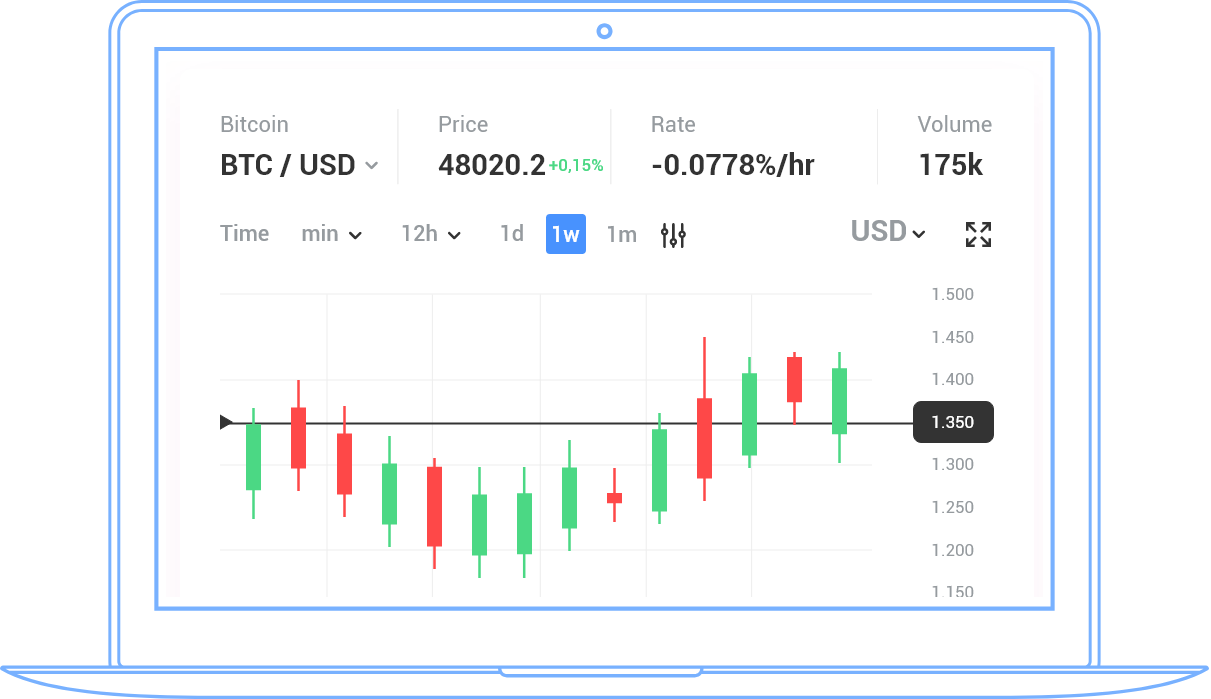 Bitcoin Price Rate Volume
BTC / USD 48020.2 +0,15% -0.0778%/hr 175k
Time min 12h 1d 1w 1m USD
1.500
1.450
1.400
1.350
1.300
1.250
1.200
1.150